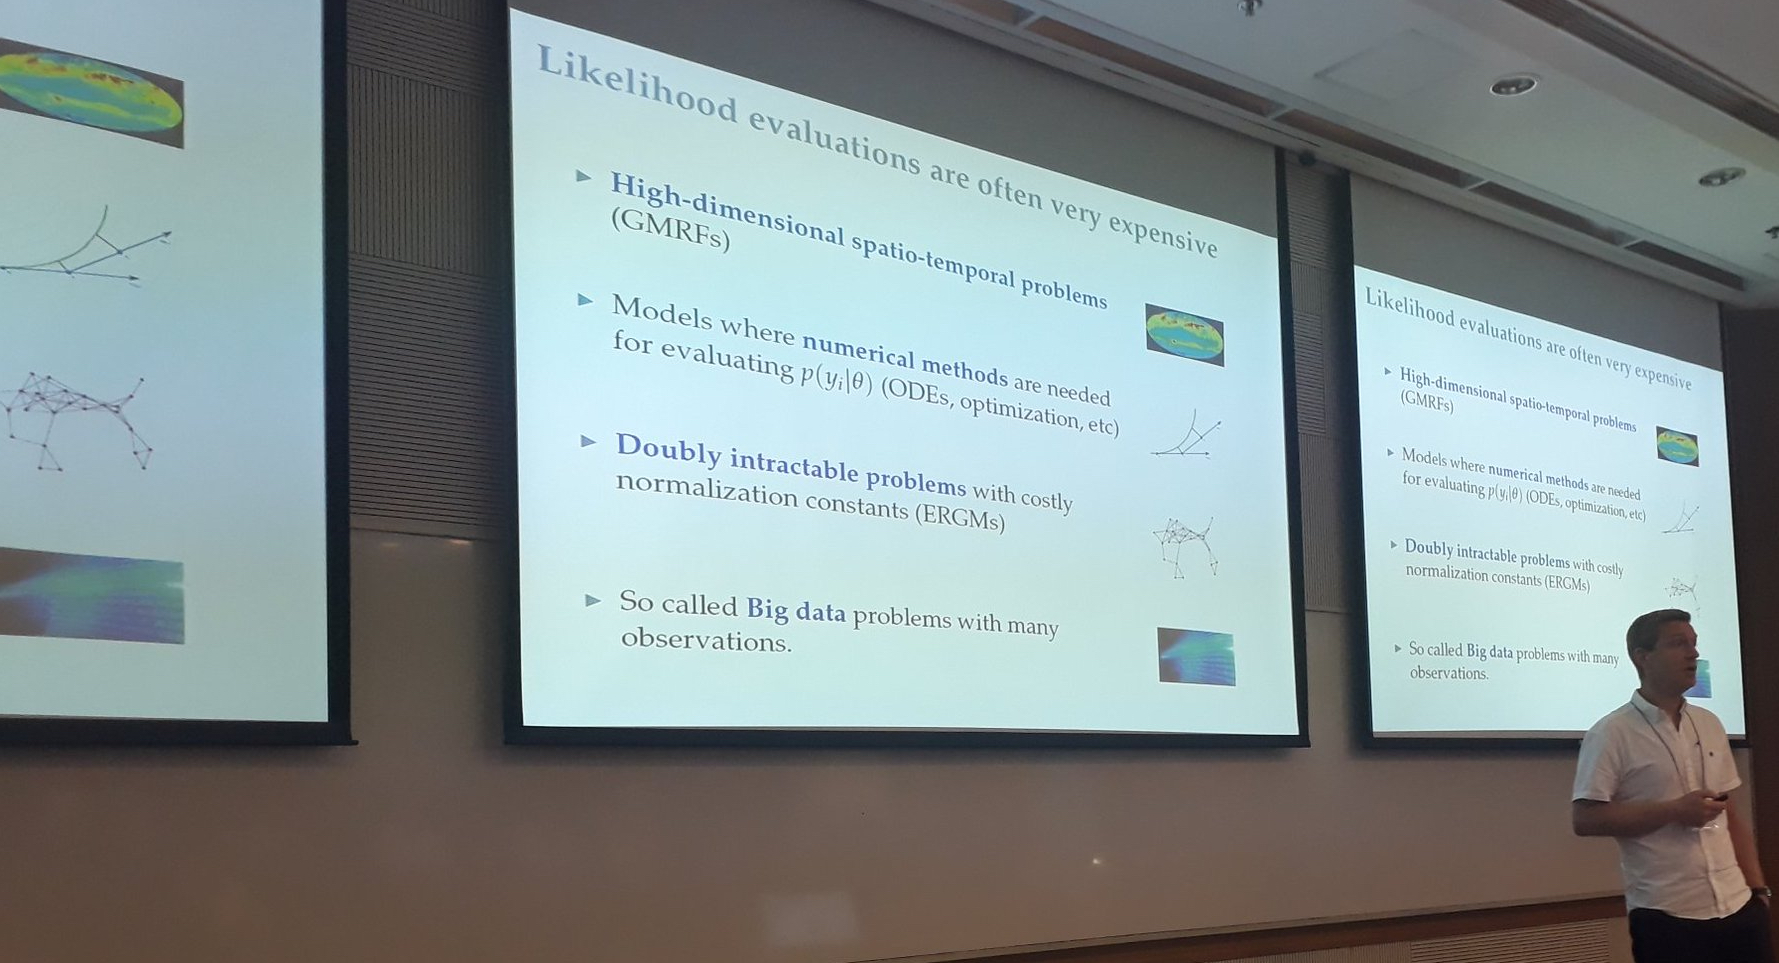 Likelihood evaluations are often very expensive
► High-dimensional spatio-temporal problems
(GMRFs)
► Models where numerical methods are needed
for evaluating p(yᵢ|θ) (ODEs, optimization, etc)
► Doubly intractable problems with costly
normalization constants (ERGMs)
► So called Big data problems with many
observations.
Likelihood evaluations are often very expensive
► High-dimensional spatio-temporal problems
(GMRFs)
► Models where numerical methods are needed
for evaluating p(yᵢ|θ) (ODEs, optimization, etc)
► Doubly intractable problems with costly
normalization constants (ERGMs)
► So called Big data problems with many
observations.